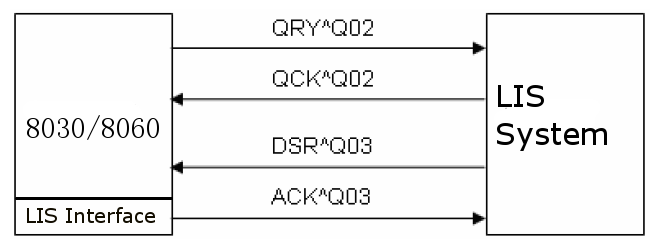 QRY^Q02
QCK^Q02
LIS
8030/8060
System
DSR^Q03
ACK^Q03
LIS Interface